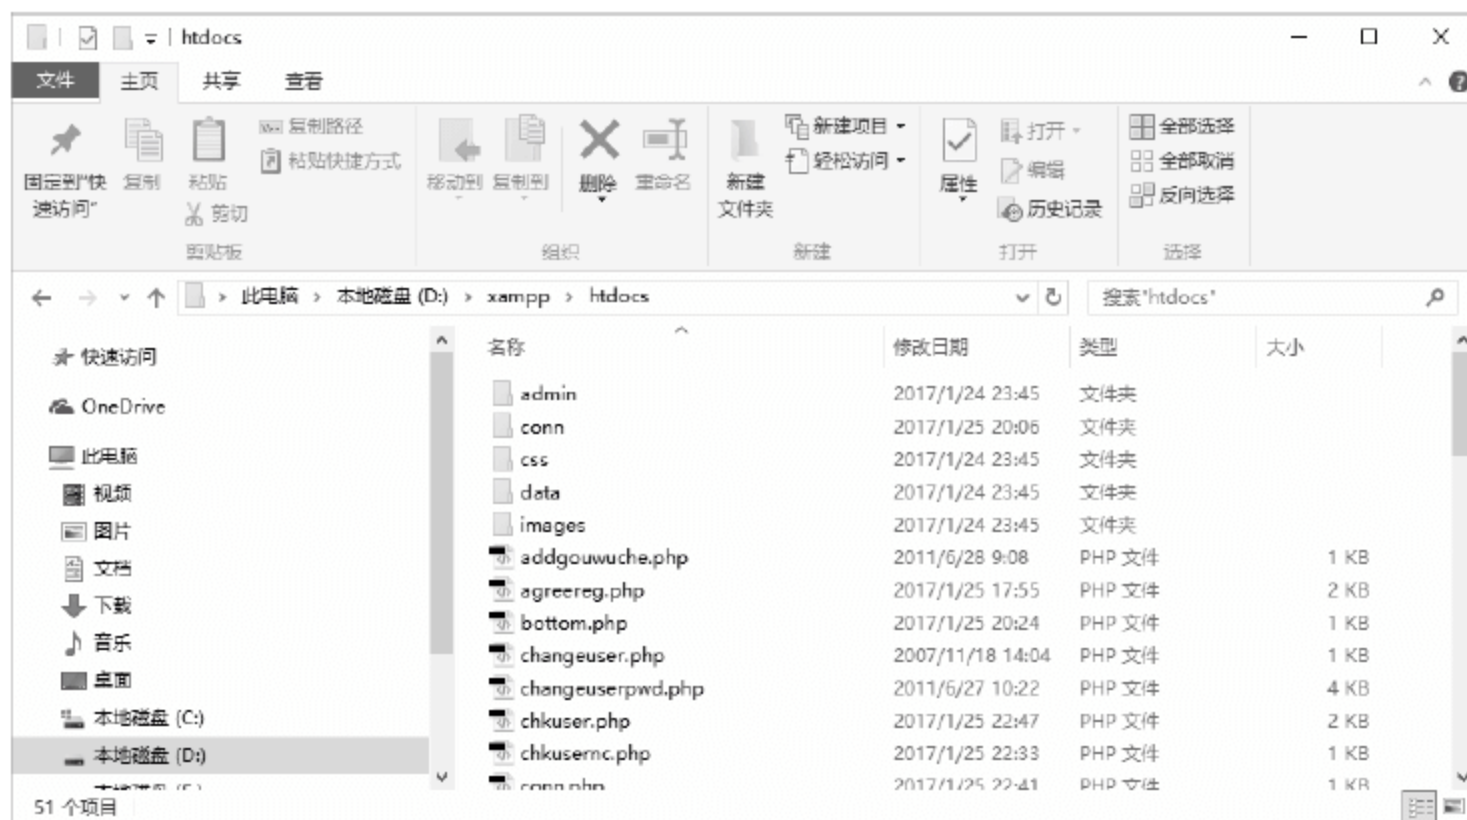 htdocs
文件 主页 共享 查看
固定到"快速访问"
复制
粘贴
复制路径
粘贴快捷方式
剪切
剪贴板
移动到
复制到
删除
重命名
组织
新建文件夹
新建项目
轻松访问
新建
属性
打开
编辑
历史记录
打开
全部选择
全部取消
反向选择
选择
此电脑 > 本地磁盘 (D:) > xampp > htdocs
搜索"htdocs"
快速访问
OneDrive
此电脑
视频
图片
文档
下载
音乐
桌面
本地磁盘 (C:)
本地磁盘 (D:)
名称 修改日期 类型 大小
admin 2017/1/24 23:45 文件夹
conn 2017/1/25 20:06 文件夹
css 2017/1/24 23:45 文件夹
data 2017/1/24 23:45 文件夹
images 2017/1/24 23:45 文件夹
addgouwuche.php 2011/6/28 9:08 PHP 文件 1 KB
agreereg.php 2017/1/25 17:55 PHP 文件 2 KB
bottom.php 2017/1/25 20:24 PHP 文件 1 KB
changeuser.php 2007/11/18 14:04 PHP 文件 1 KB
changeuserpwd.php 2011/6/27 10:22 PHP 文件 4 KB
chkuser.php 2017/1/25 22:47 PHP 文件 2 KB
chkusernc.php 2017/1/25 22:33 PHP 文件 1 KB
conn.php 2017/1/25 22:41 PHP 文件 1 KB
51 个项目